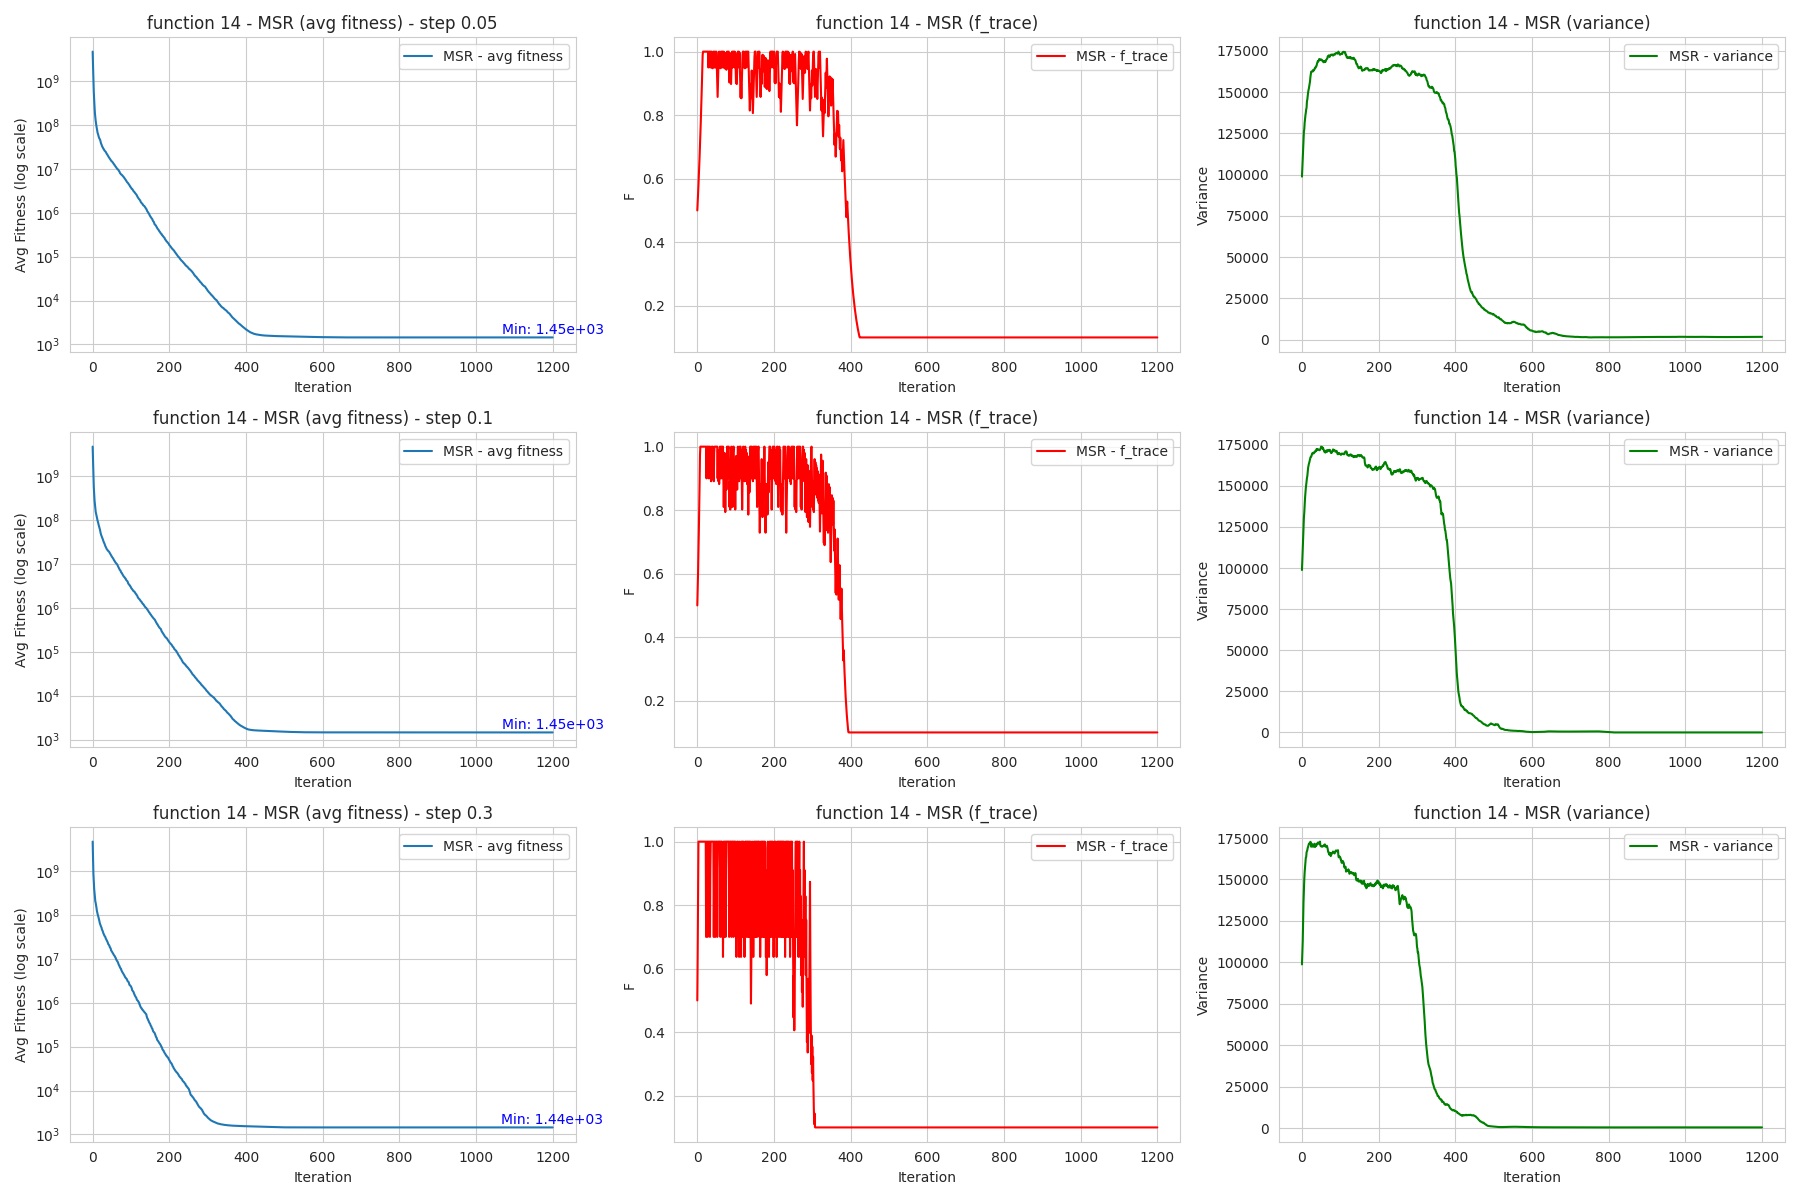 function 14 - MSR (avg fitness) - step 0.05
MSR - avg fitness
Avg Fitness (log scale)
10⁹
10⁸
10⁷
10⁶
10⁵
10⁴
10³
Min: 1.45e+03
0 200 400 600 800 1000 1200
Iteration
function 14 - MSR (f_trace)
MSR - f_trace
F
1.0
0.8
0.6
0.4
0.2
0 200 400 600 800 1000 1200
Iteration
function 14 - MSR (variance)
MSR - variance
Variance
175000
150000
125000
100000
75000
50000
25000
0
0 200 400 600 800 1000 1200
Iteration
function 14 - MSR (avg fitness) - step 0.1
MSR - avg fitness
Avg Fitness (log scale)
10⁹
10⁸
10⁷
10⁶
10⁵
10⁴
10³
Min: 1.45e+03
0 200 400 600 800 1000 1200
Iteration
function 14 - MSR (f_trace)
MSR - f_trace
F
1.0
0.8
0.6
0.4
0.2
0 200 400 600 800 1000 1200
Iteration
function 14 - MSR (variance)
MSR - variance
Variance
175000
150000
125000
100000
75000
50000
25000
0
0 200 400 600 800 1000 1200
Iteration
function 14 - MSR (avg fitness) - step 0.3
MSR - avg fitness
Avg Fitness (log scale)
10⁹
10⁸
10⁷
10⁶
10⁵
10⁴
10³
Min: 1.44e+03
0 200 400 600 800 1000 1200
Iteration
function 14 - MSR (f_trace)
MSR - f_trace
F
1.0
0.8
0.6
0.4
0.2
0 200 400 600 800 1000 1200
Iteration
function 14 - MSR (variance)
MSR - variance
Variance
175000
150000
125000
100000
75000
50000
25000
0
0 200 400 600 800 1000 1200
Iteration